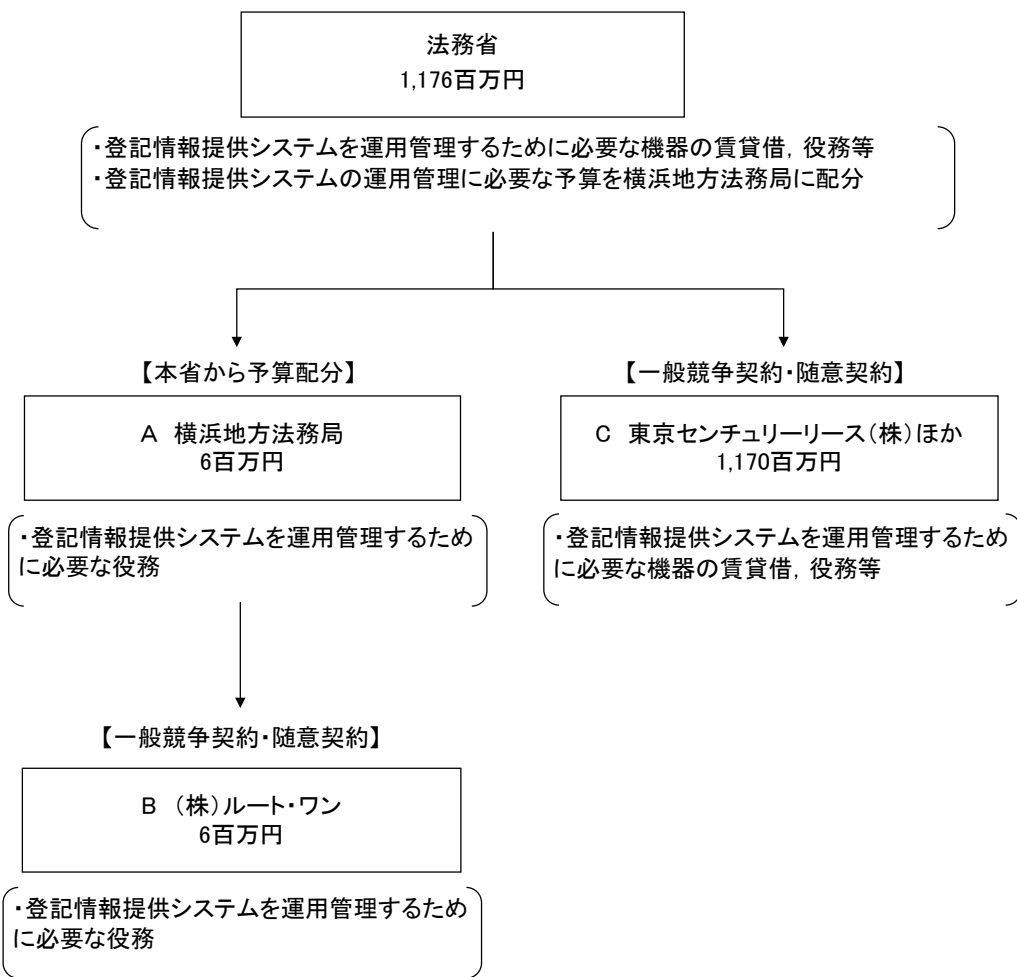 法務省
1,176百万円
・登記情報提供システムを運用管理するために必要な機器の賃貸借，役務等
・登記情報提供システムの運用管理に必要な予算を横浜地方法務局に配分
【本省から予算配分】
A 横浜地方法務局
6百万円
・登記情報提供システムを運用管理するため
に必要な役務
【一般競争契約・随意契約】
C 東京センチュリーリース（株）ほか
1,170百万円
・登記情報提供システムを運用管理するため
に必要な機器の賃貸借，役務等
【一般競争契約・随意契約】
B （株）ルート・ワン
6百万円
・登記情報提供システムを運用管理するため
に必要な役務